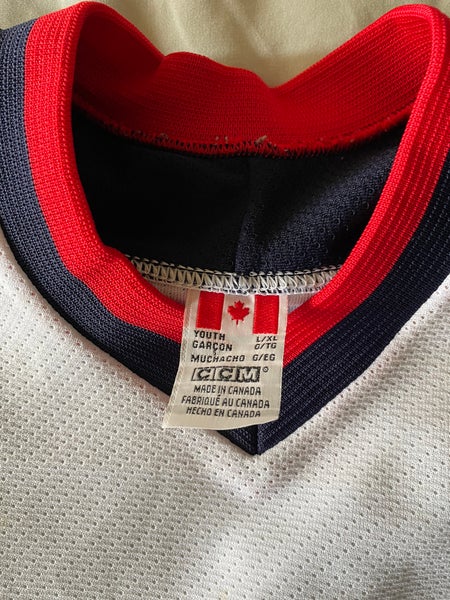 YOUTH L/XL
GARÇON G/TG
MUCHACHO G/EG
CCM
MADE IN CANADA
FABRIQUÉ AU CANADA
HECHO EN CANADA